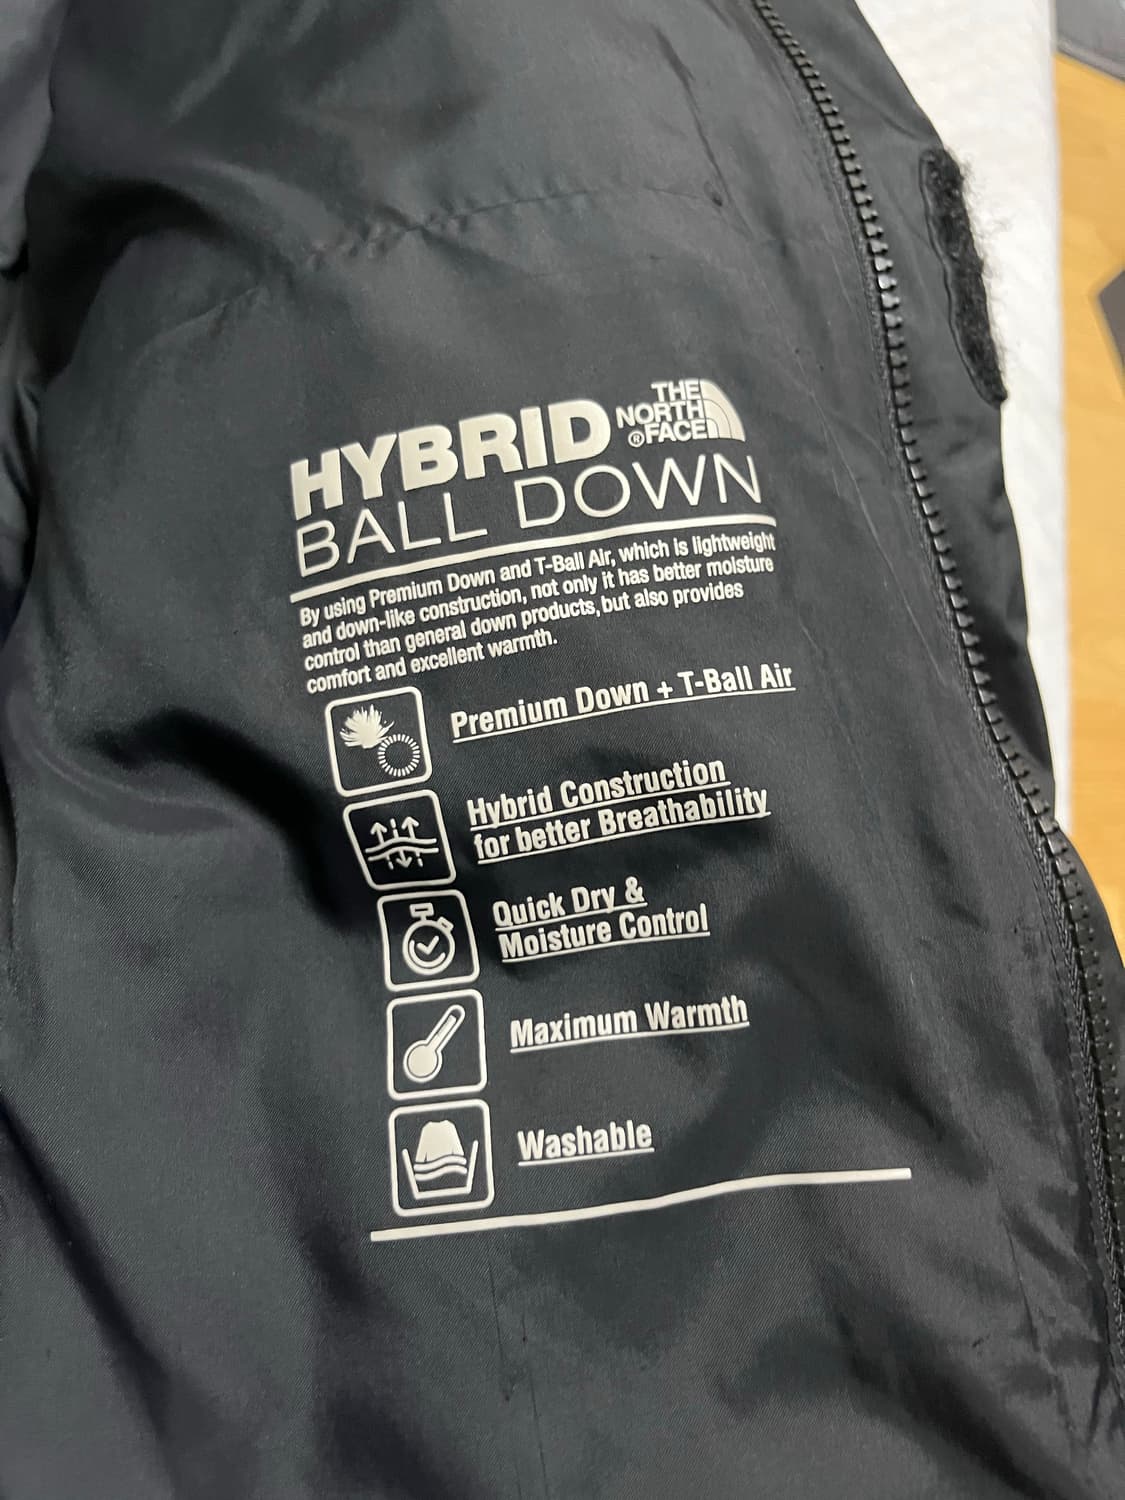 HYBRID
THE
NORTH
®FACE
BALL DOWN
By using Premium Down and T-Ball Air, which is lightweight
and down-like construction, not only it has better moisture
control than general down products, but also provides
comfort and excellent warmth.
Premium Down + T-Ball Air
Hybrid Construction
for better Breathability
Quick Dry &
Moisture Control
Maximum Warmth
Washable